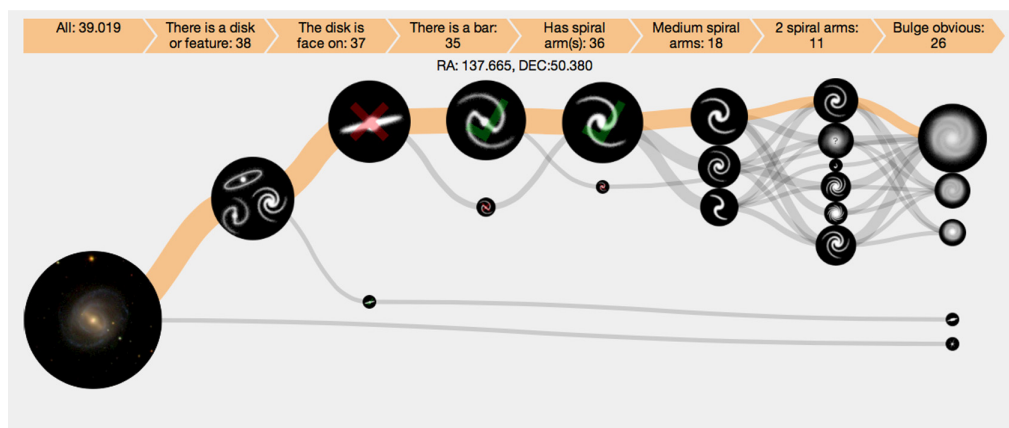 All: 39.019
There is a disk
or feature: 38
The disk is
face on: 37
There is a bar:
35
Has spiral
arm(s): 36
Medium spiral
arms: 18
2 spiral arms:
11
Bulge obvious:
26
RA: 137.665, DEC:50.380
?